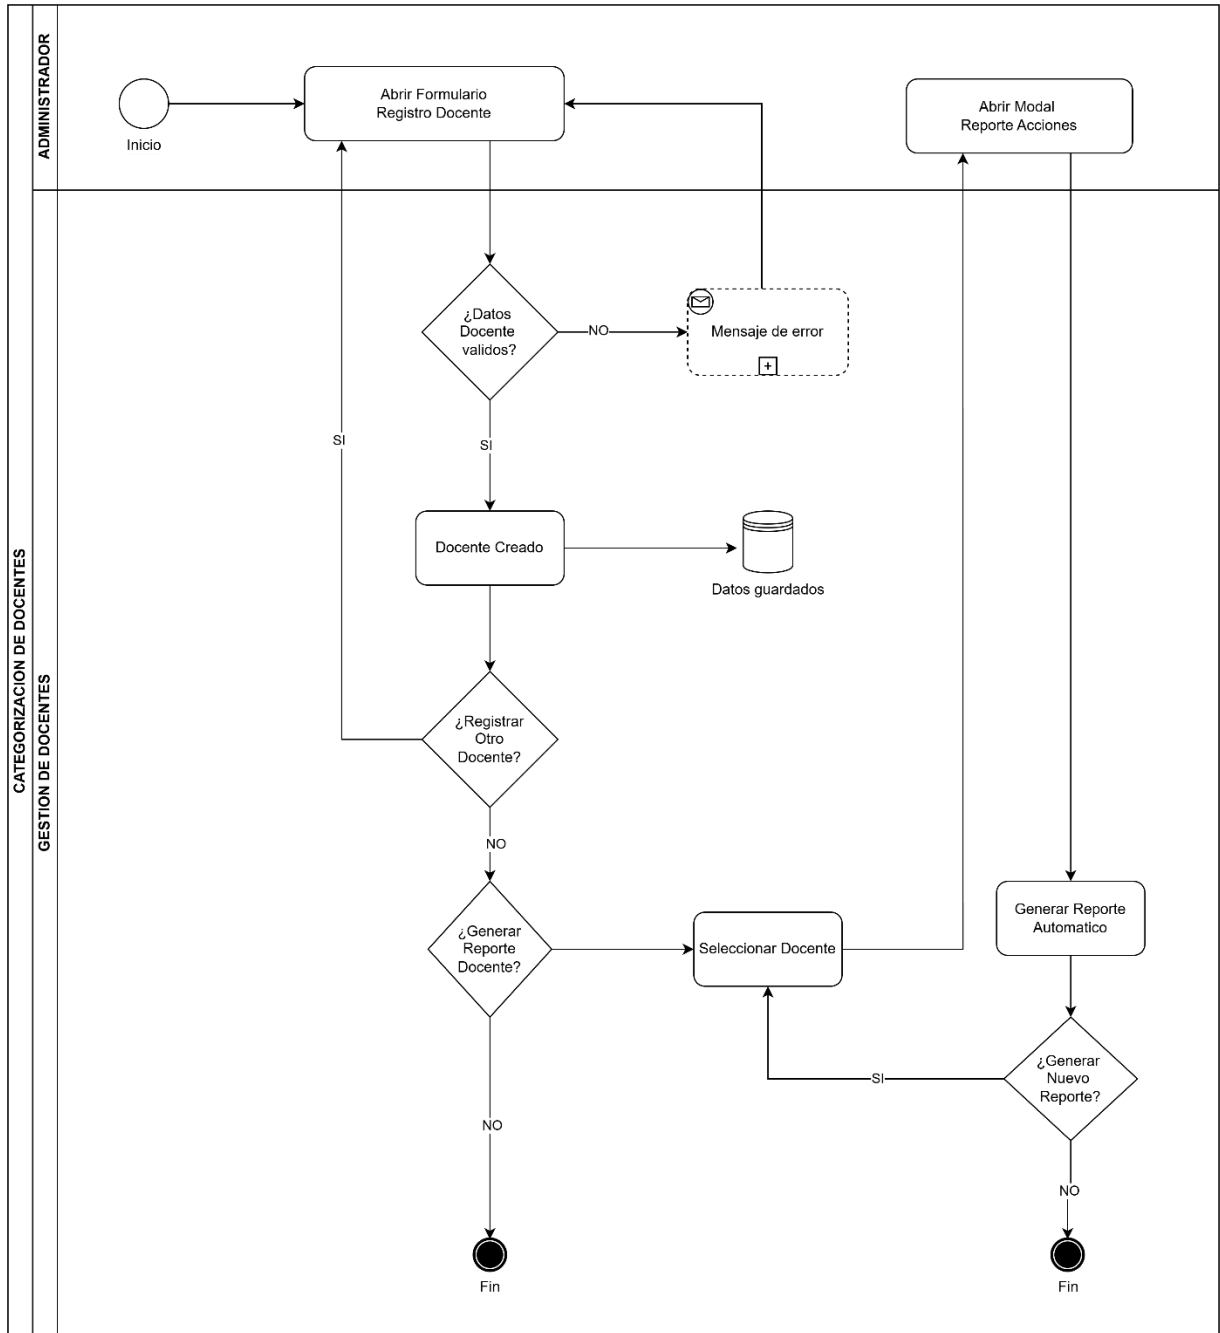 CATEGORIZACION DE DOCENTES
ADMINISTRADOR
Inicio
Abrir Formulario
Registro Docente
Abrir Modal
Reporte Acciones
GESTION DE DOCENTES
¿Datos
Docente
validos?
NO
Mensaje de error
SI
SI
Docente Creado
Datos guardados
¿Registrar
Otro
Docente?
NO
¿Generar
Reporte
Docente?
Seleccionar Docente
Generar Reporte
Automatico
¿Generar
Nuevo
Reporte?
SI
NO
NO
Fin
Fin